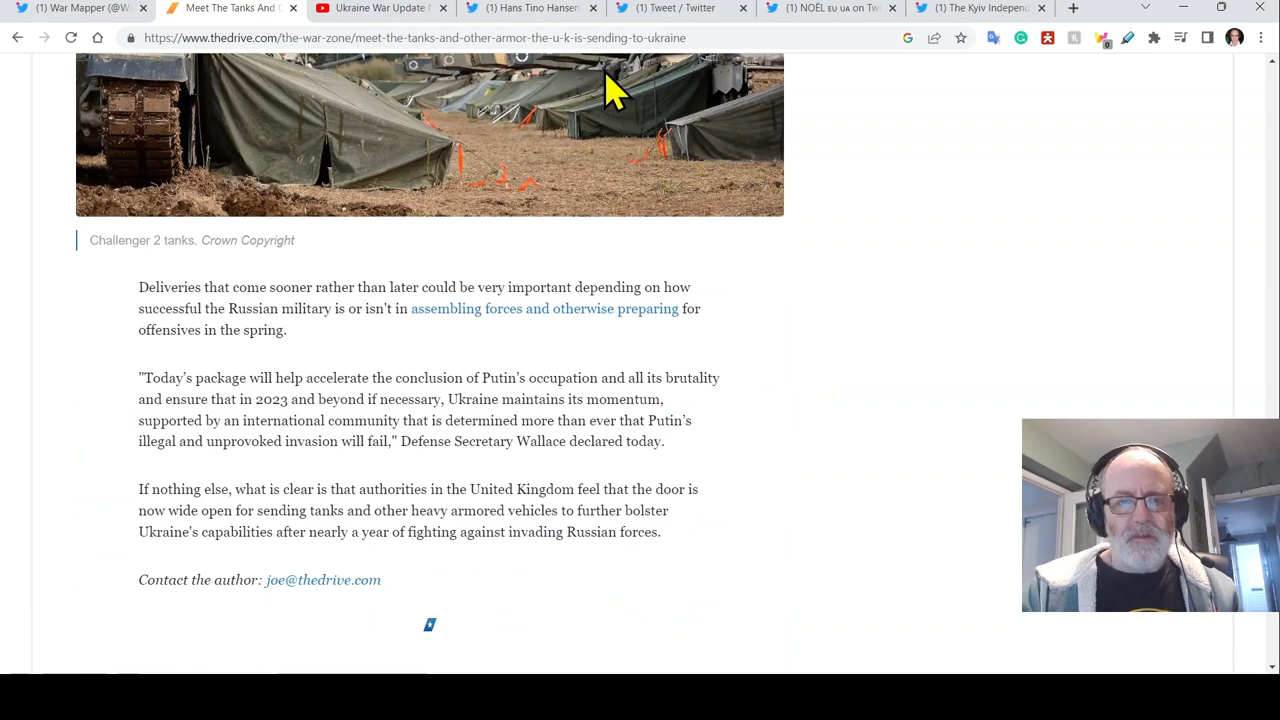 (1) War Mapper (@W
Meet The Tanks And
Ukraine War Update
(1) Hans Tino Hansen
(1) Tweet / Twitter
(1) NOËL EU UA on Tw
(1) The Kyiv Independ
https://www.thedrive.com/the-war-zone/meet-the-tanks-and-other-armor-the-u-k-is-sending-to-ukraine
Challenger 2 tanks. Crown Copyright
Deliveries that come sooner rather than later could be very important depending on how
successful the Russian military is or isn't in assembling forces and otherwise preparing for
offensives in the spring.
"Today's package will help accelerate the conclusion of Putin's occupation and all its brutality
and ensure that in 2023 and beyond if necessary, Ukraine maintains its momentum,
supported by an international community that is determined more than ever that Putin's
illegal and unprovoked invasion will fail," Defense Secretary Wallace declared today.
If nothing else, what is clear is that authorities in the United Kingdom feel that the door is
now wide open for sending tanks and other heavy armored vehicles to further bolster
Ukraine's capabilities after nearly a year of fighting against invading Russian forces.
Contact the author: joe@thedrive.com